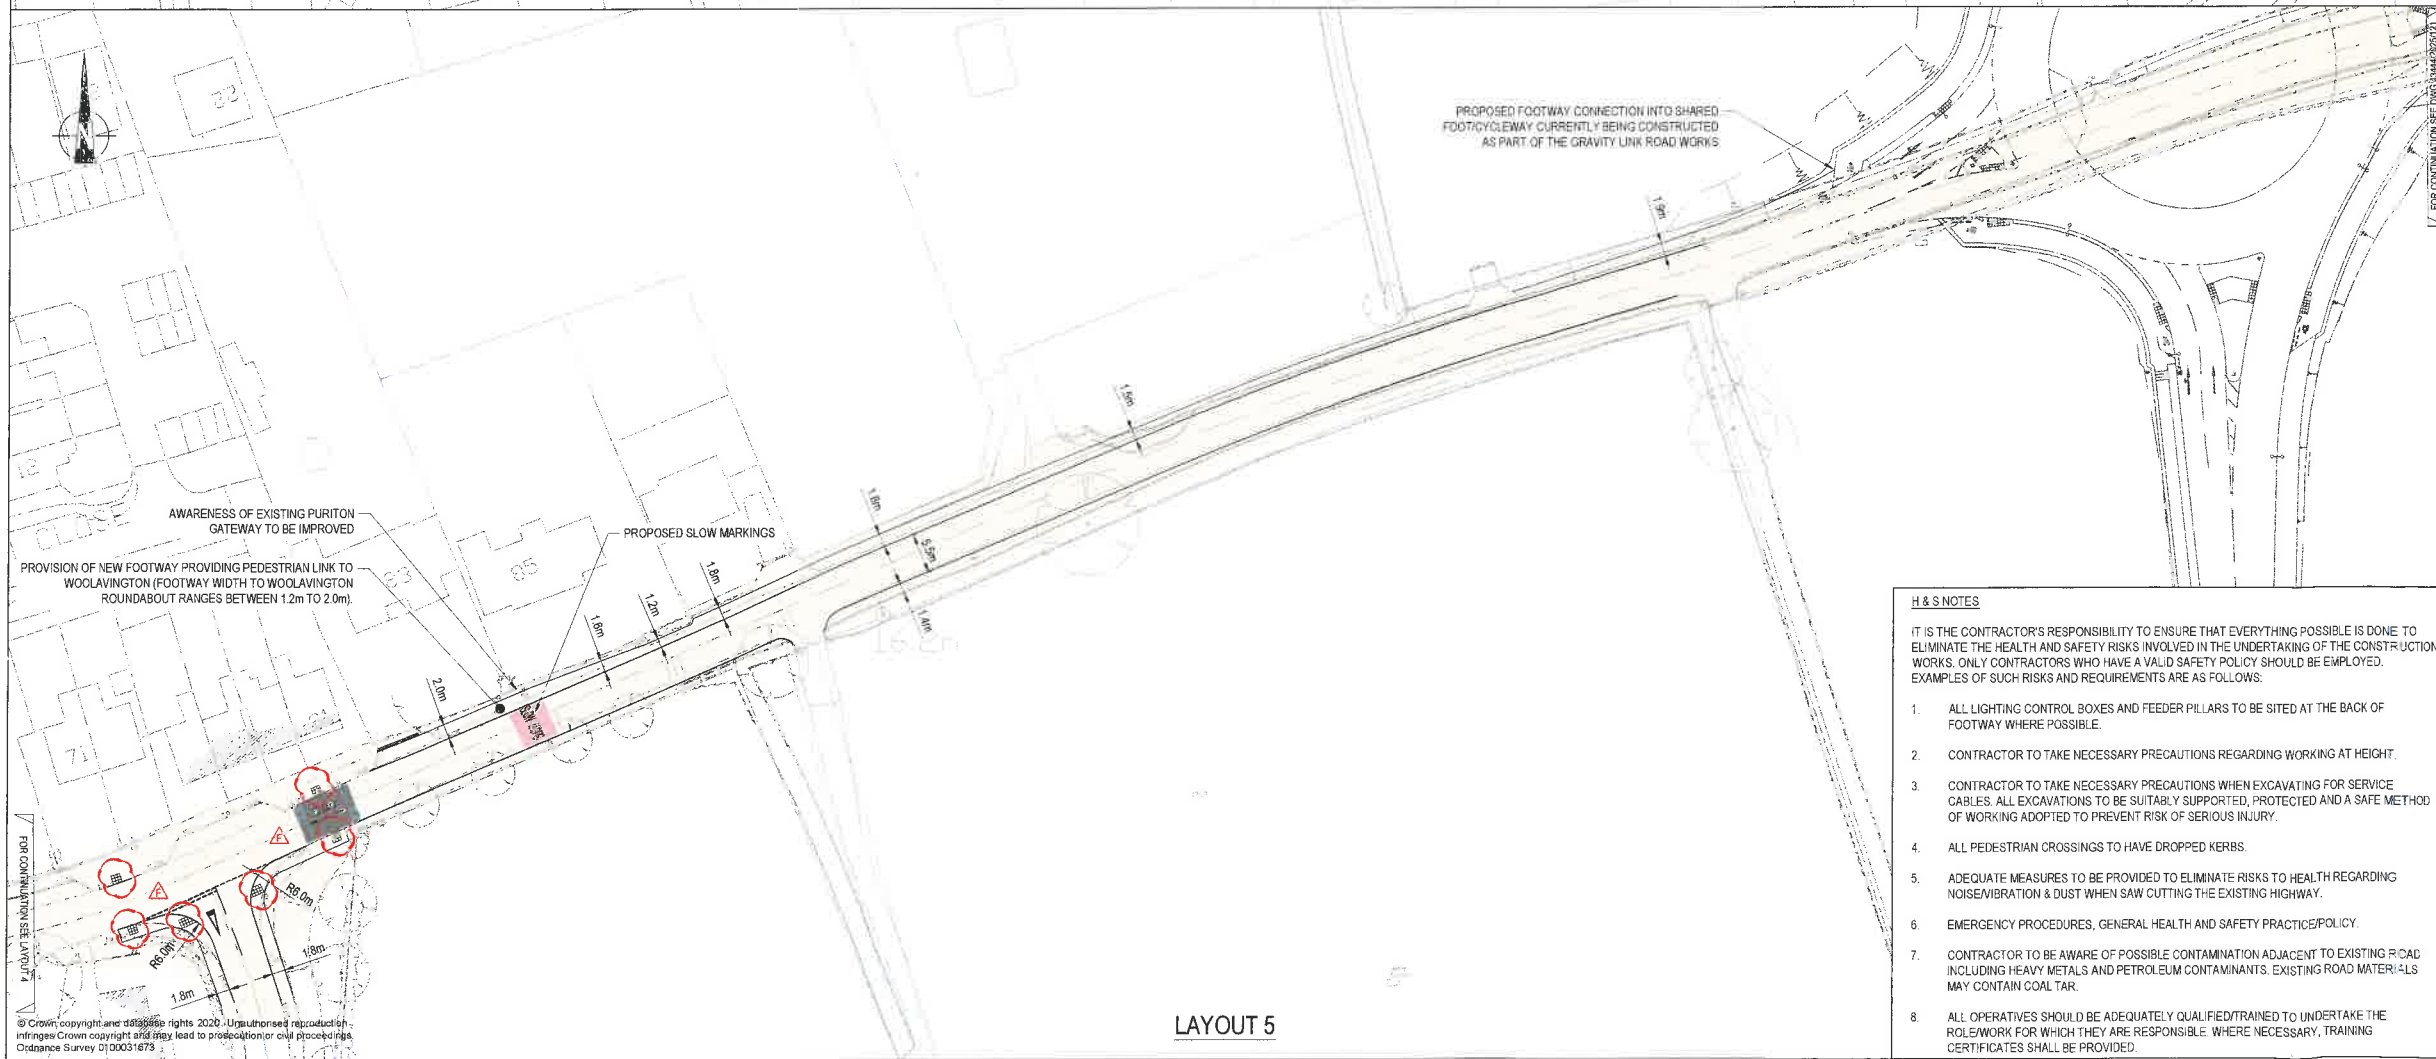 N
22
PROPOSED FOOTWAY CONNECTION INTO SHARED
FOOT/CYCLEWAY CURRENTLY BEING CONSTRUCTED
AS PART OF THE GRAVITY LINK ROAD WORKS
1.9m
1.5m
12
CLOSE
AWARENESS OF EXISTING PURITON
GATEWAY TO BE IMPROVED
PROPOSED SLOW MARKINGS
PROVISION OF NEW FOOTWAY PROVIDING PEDESTRIAN LINK TO
WOOLAVINGTON (FOOTWAY WIDTH TO WOOLAVINGTON
ROUNDABOUT RANGES BETWEEN 1.2m TO 2.0m).
83
85
1.8m
5.5m
1.4m
1.8m
1.2m
1.6m
2.0m
SLOW
71
F
F
R6.0m
R6.0m
1.8m
1.8m
FOR CONTINUATION SEE LAYOUT 4
© Crown copyright and database rights 2020. Unauthorised reproduction
infringes Crown copyright and may lead to prosecution or civil proceedings.
Ordnance Survey 0100031673
LAYOUT 5
FOR CONTINUATION SEE DWG
H & S NOTES
IT IS THE CONTRACTOR'S RESPONSIBILITY TO ENSURE THAT EVERYTHING POSSIBLE IS DONE TO
ELIMINATE THE HEALTH AND SAFETY RISKS INVOLVED IN THE UNDERTAKING OF THE CONSTRUCTION
WORKS. ONLY CONTRACTORS WHO HAVE A VALID SAFETY POLICY SHOULD BE EMPLOYED.
EXAMPLES OF SUCH RISKS AND REQUIREMENTS ARE AS FOLLOWS:
1. ALL LIGHTING CONTROL BOXES AND FEEDER PILLARS TO BE SITED AT THE BACK OF
FOOTWAY WHERE POSSIBLE.
2. CONTRACTOR TO TAKE NECESSARY PRECAUTIONS REGARDING WORKING AT HEIGHT.
3. CONTRACTOR TO TAKE NECESSARY PRECAUTIONS WHEN EXCAVATING FOR SERVICE
CABLES. ALL EXCAVATIONS TO BE SUITABLY SUPPORTED, PROTECTED AND A SAFE METHOD
OF WORKING ADOPTED TO PREVENT RISK OF SERIOUS INJURY.
4. ALL PEDESTRIAN CROSSINGS TO HAVE DROPPED KERBS.
5. ADEQUATE MEASURES TO BE PROVIDED TO ELIMINATE RISKS TO HEALTH REGARDING
NOISE/VIBRATION & DUST WHEN SAW CUTTING THE EXISTING HIGHWAY.
6. EMERGENCY PROCEDURES, GENERAL HEALTH AND SAFETY PRACTICE/POLICY.
7. CONTRACTOR TO BE AWARE OF POSSIBLE CONTAMINATION ADJACENT TO EXISTING ROAD
INCLUDING HEAVY METALS AND PETROLEUM CONTAMINANTS. EXISTING ROAD MATERIALS
MAY CONTAIN COAL TAR.
8. ALL OPERATIVES SHOULD BE ADEQUATELY QUALIFIED/TRAINED TO UNDERTAKE THE
ROLE/WORK FOR WHICH THEY ARE RESPONSIBLE. WHERE NECESSARY, TRAINING
CERTIFICATES SHALL BE PROVIDED.